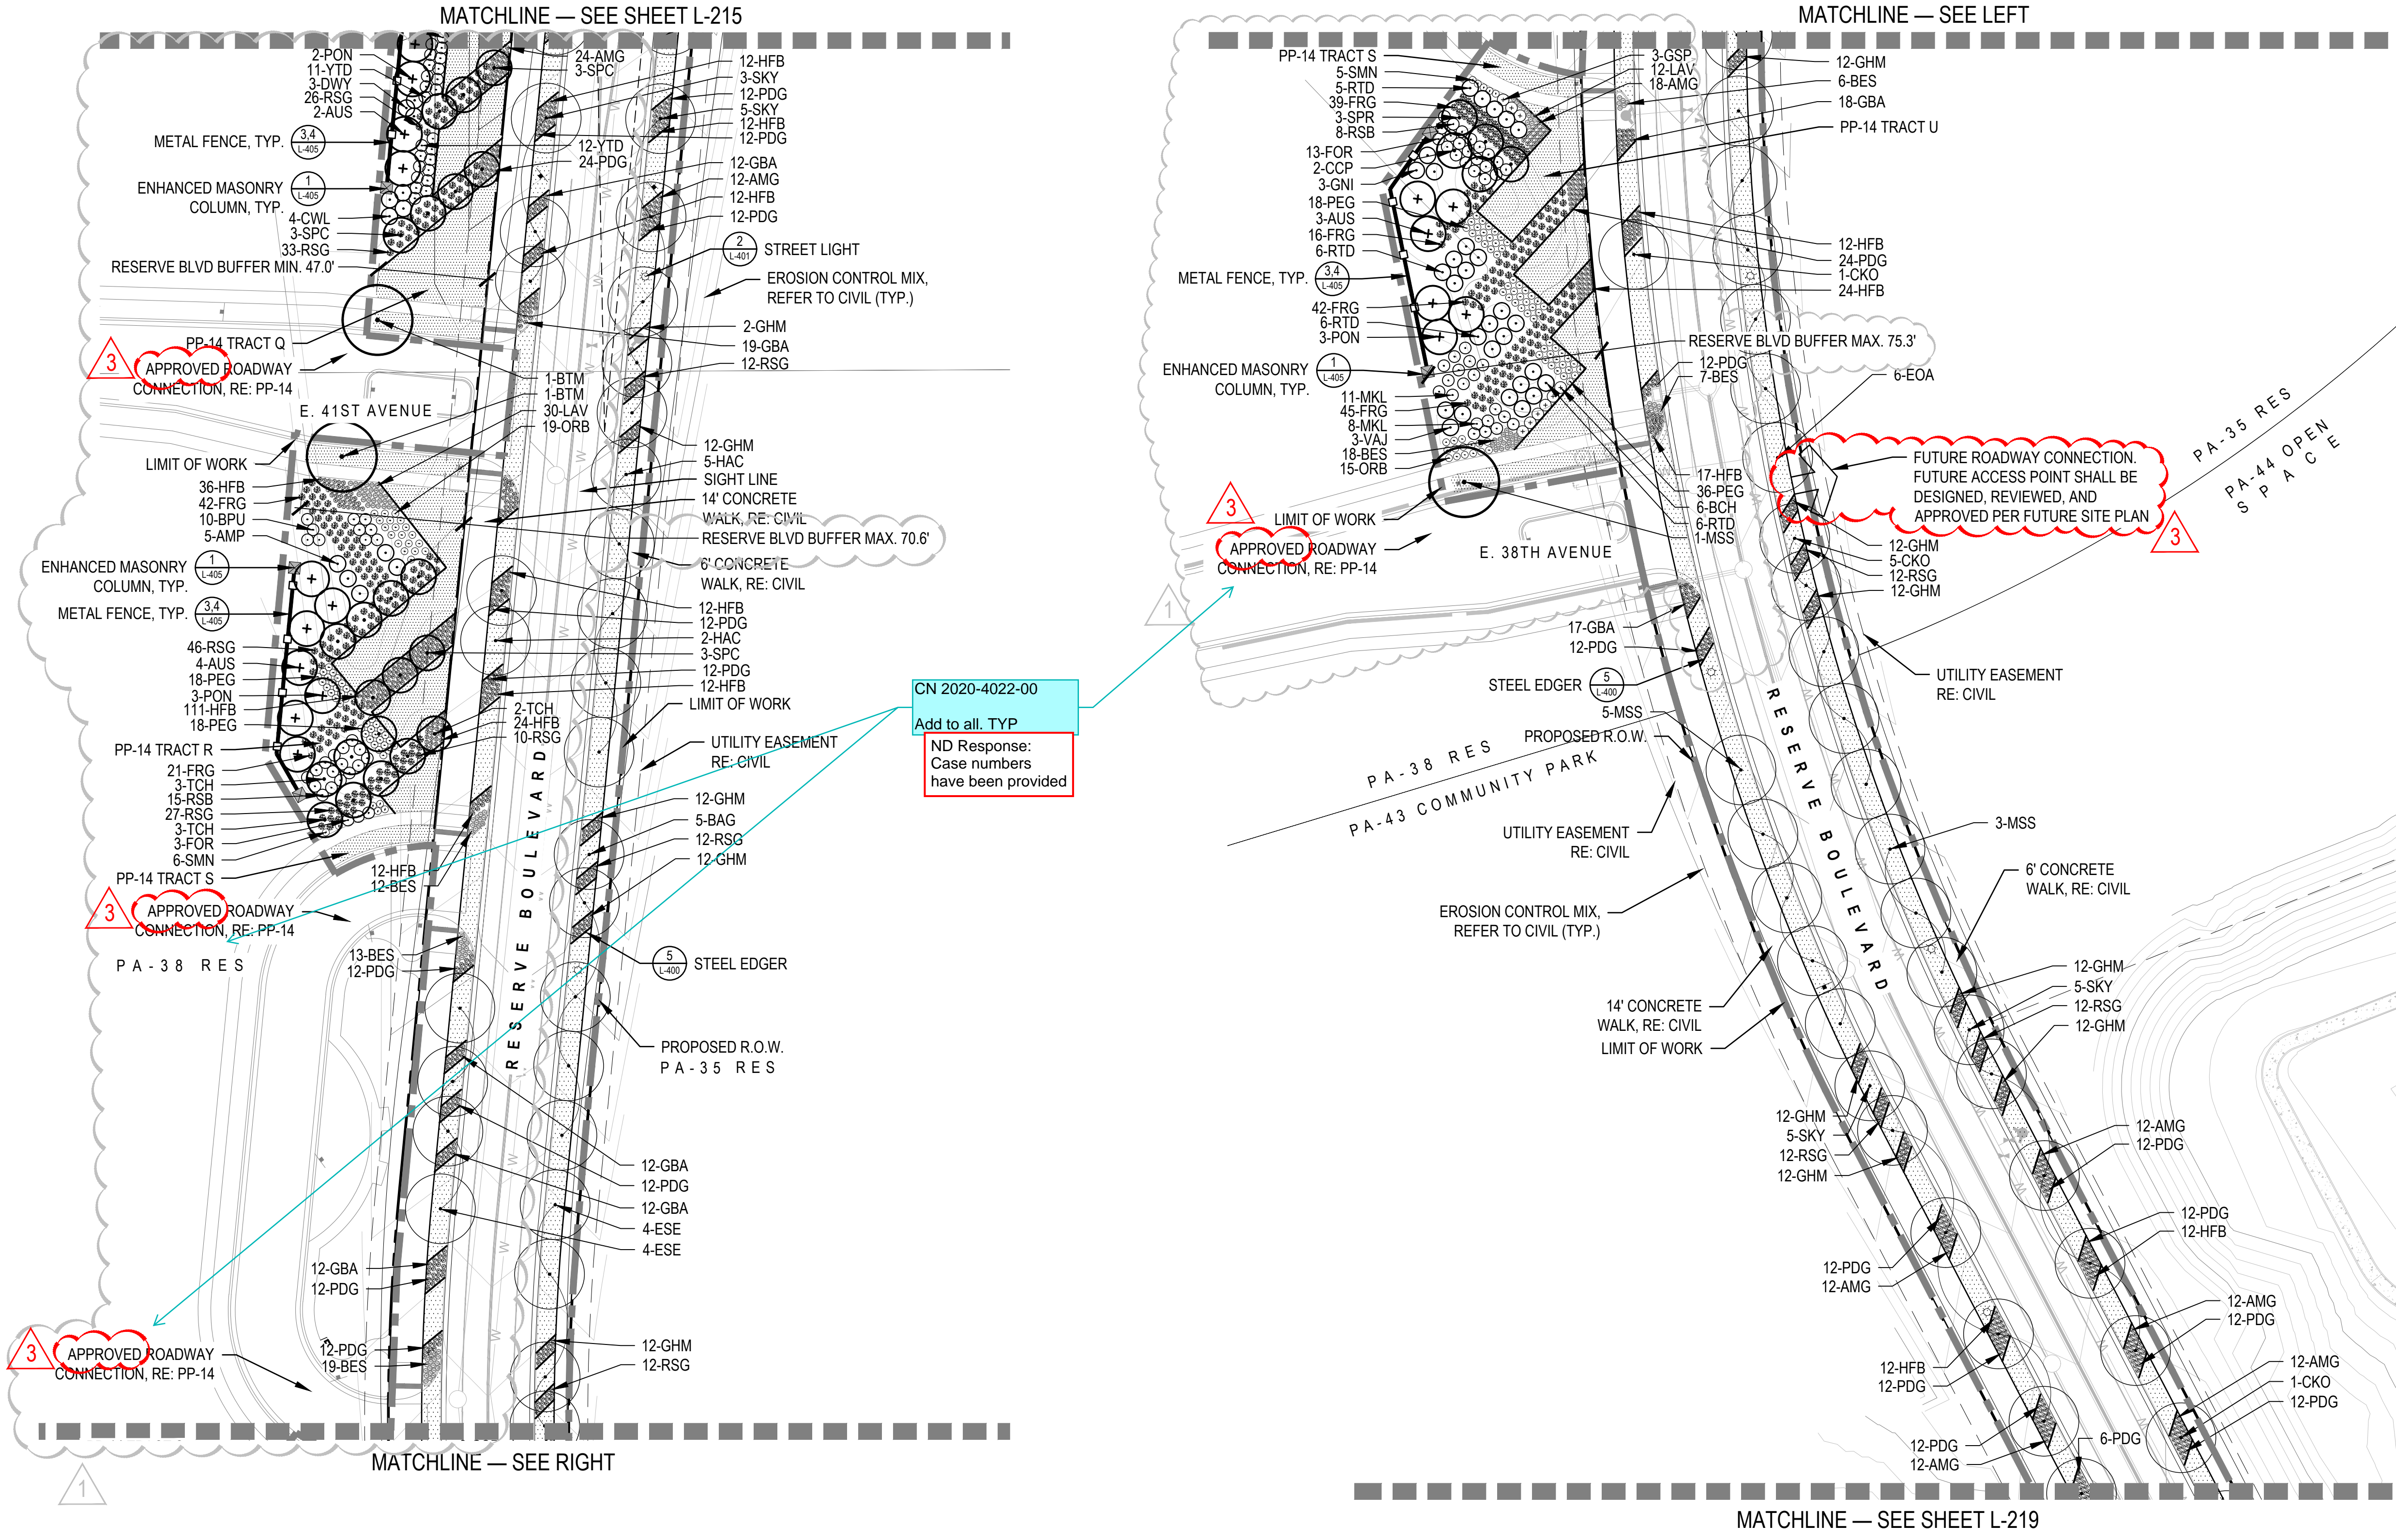 MATCHLINE — SEE SHEET L-215
2-PON
11-YTD
3-DWY
26-RSG
2-AUS
METAL FENCE, TYP.
3,4
L-405
ENHANCED MASONRY
COLUMN, TYP.
1
L-405
4-CWL
3-SPC
33-RSG
RESERVE BLVD BUFFER MIN. 47.0'
PP-14 TRACT Q
3
APPROVED ROADWAY
CONNECTION, RE: PP-14
E. 41ST AVENUE
LIMIT OF WORK
36-HFB
42-FRG
10-BPU
5-AMP
ENHANCED MASONRY
COLUMN, TYP.
1
L-405
METAL FENCE, TYP.
3,4
L-405
46-RSG
4-AUS
18-PEG
3-PON
111-HFB
18-PEG
PP-14 TRACT R
21-FRG
3-TCH
15-RSB
27-RSG
3-TCH
3-FOR
6-SMN
PP-14 TRACT S
3
APPROVED ROADWAY
CONNECTION, RE: PP-14
PA-38 RES
12-HFB
12-BES
13-BES
12-PDG
12-GBA
12-PDG
12-PDG
19-BES
3
APPROVED ROADWAY
CONNECTION, RE: PP-14
24-AMG
3-SPC
12-YTD
24-PDG
12-HFB
3-SKY
12-PDG
5-SKY
12-HFB
12-PDG
12-GBA
12-AMG
12-HFB
12-PDG
2
L-401
STREET LIGHT
EROSION CONTROL MIX,
REFER TO CIVIL (TYP.)
2-GHM
19-GBA
12-RSG
1-BTM
1-BTM
30-LAV
19-ORB
12-GHM
5-HAC
SIGHT LINE
14' CONCRETE
WALK, RE: CIVIL
RESERVE BLVD BUFFER MAX. 70.6'
6' CONCRETE
WALK, RE: CIVIL
12-HFB
12-PDG
2-HAC
3-SPC
12-PDG
12-HFB
LIMIT OF WORK
2-TCH
24-HFB
10-RSG
UTILITY EASEMENT
RE: CIVIL
12-GHM
5-BAG
12-RSG
12-GHM
5
L-400
STEEL EDGER
RESERVE BOULEVARD
PROPOSED R.O.W.
PA-35 RES
12-GBA
12-PDG
12-GBA
4-ESE
4-ESE
12-GHM
12-RSG
MATCHLINE — SEE RIGHT
1
CN 2020-4022-00
Add to all. TYP
ND Response:
Case numbers
have been provided
MATCHLINE — SEE LEFT
PP-14 TRACT S
5-SMN
5-RTD
39-FRG
3-SPR
8-RSB
13-FOR
2-CCP
3-GNI
18-PEG
3-AUS
16-FRG
6-RTD
METAL FENCE, TYP.
3,4
L-405
42-FRG
6-RTD
3-PON
ENHANCED MASONRY
COLUMN, TYP.
1
L-405
11-MKL
45-FRG
8-MKL
3-VAJ
18-BES
15-ORB
3
LIMIT OF WORK
APPROVED ROADWAY
CONNECTION, RE: PP-14
E. 38TH AVENUE
1
3-GSP
12-LAV
18-AMG
12-GHM
6-BES
18-GBA
PP-14 TRACT U
12-HFB
24-PDG
1-CKO
24-HFB
RESERVE BLVD BUFFER MAX. 75.3'
12-PDG
7-BES
6-EOA
PA-35 RES
PA-44 OPEN
SPACE
FUTURE ROADWAY CONNECTION.
FUTURE ACCESS POINT SHALL BE
DESIGNED, REVIEWED, AND
APPROVED PER FUTURE SITE PLAN
3
17-HFB
36-PEG
6-BCH
6-RTD
1-MSS
12-GHM
5-CKO
12-RSG
12-GHM
17-GBA
12-PDG
STEEL EDGER
5
L-400
UTILITY EASEMENT
RE: CIVIL
5-MSS
PROPOSED R.O.W.
PA-38 RES
PA-43 COMMUNITY PARK
RESERVE BOULEVARD
UTILITY EASEMENT
RE: CIVIL
3-MSS
6' CONCRETE
WALK, RE: CIVIL
EROSION CONTROL MIX,
REFER TO CIVIL (TYP.)
12-GHM
5-SKY
12-RSG
12-GHM
14' CONCRETE
WALK, RE: CIVIL
LIMIT OF WORK
12-GHM
5-SKY
12-RSG
12-GHM
12-AMG
12-PDG
12-PDG
12-HFB
12-PDG
12-AMG
12-AMG
12-PDG
12-HFB
12-PDG
12-AMG
1-CKO
12-PDG
12-PDG
12-AMG
6-PDG
MATCHLINE — SEE SHEET L-219